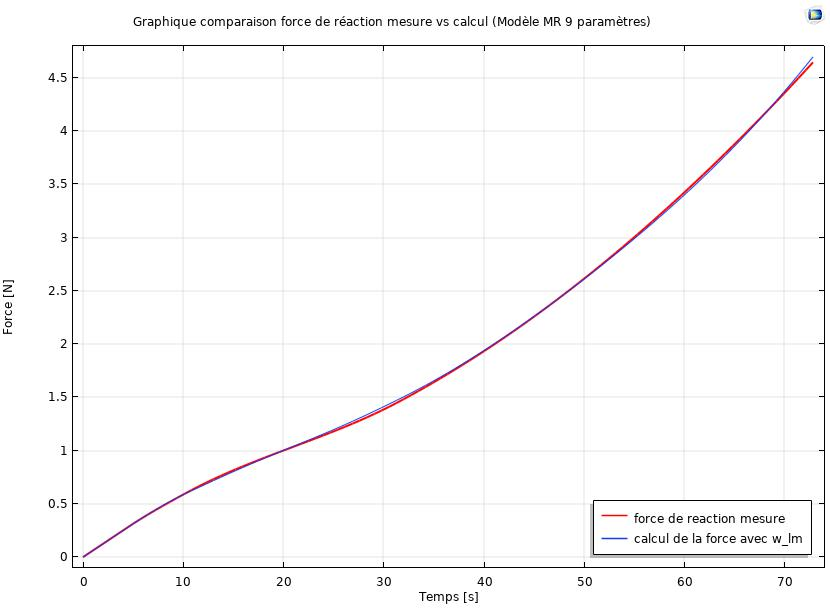 Graphique comparaison force de réaction mesure vs calcul (Modèle MR 9 paramètres)
4.5
4
3.5
3
2.5
2
1.5
1
0.5
0
Force [N]
force de reaction mesure
calcul de la force avec w_lm
0 10 20 30 40 50 60 70
Temps [s]